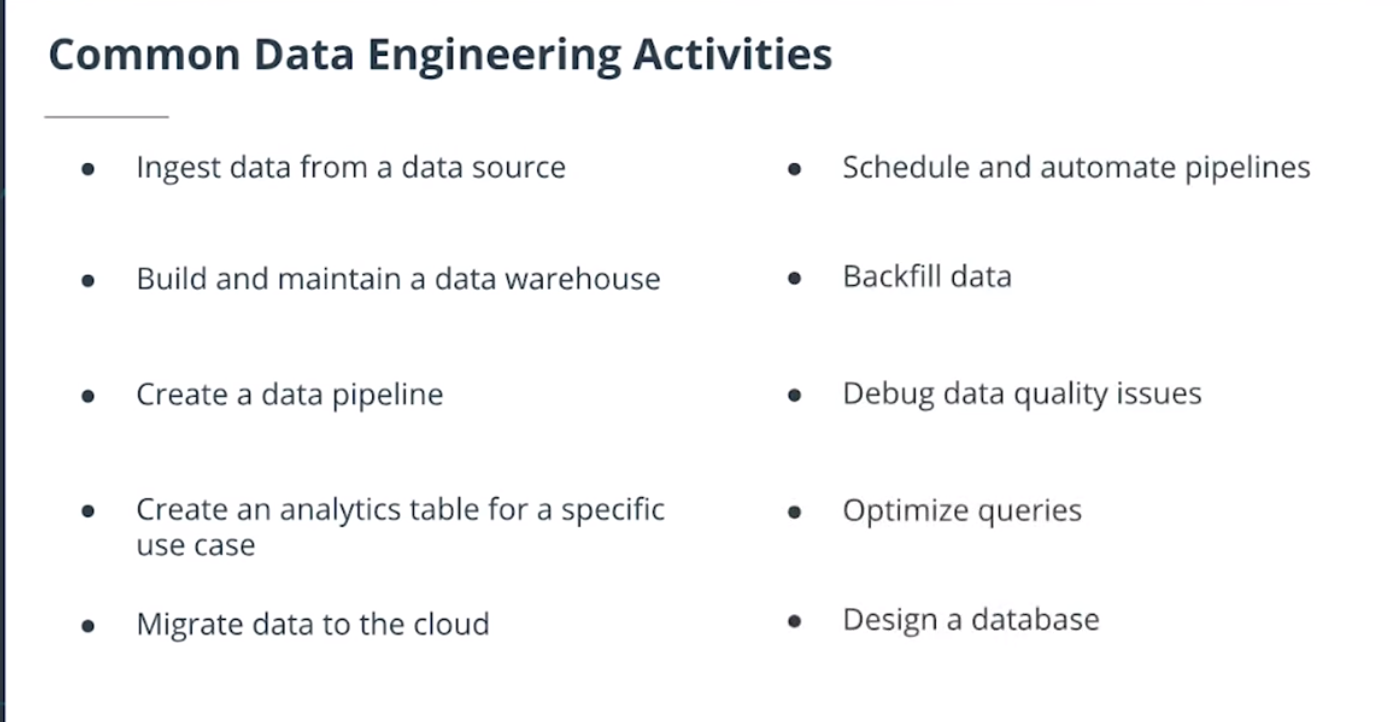 Common Data Engineering Activities
• Ingest data from a data source
• Build and maintain a data warehouse
• Create a data pipeline
• Create an analytics table for a specific
use case
• Migrate data to the cloud
• Schedule and automate pipelines
• Backfill data
• Debug data quality issues
• Optimize queries
• Design a database